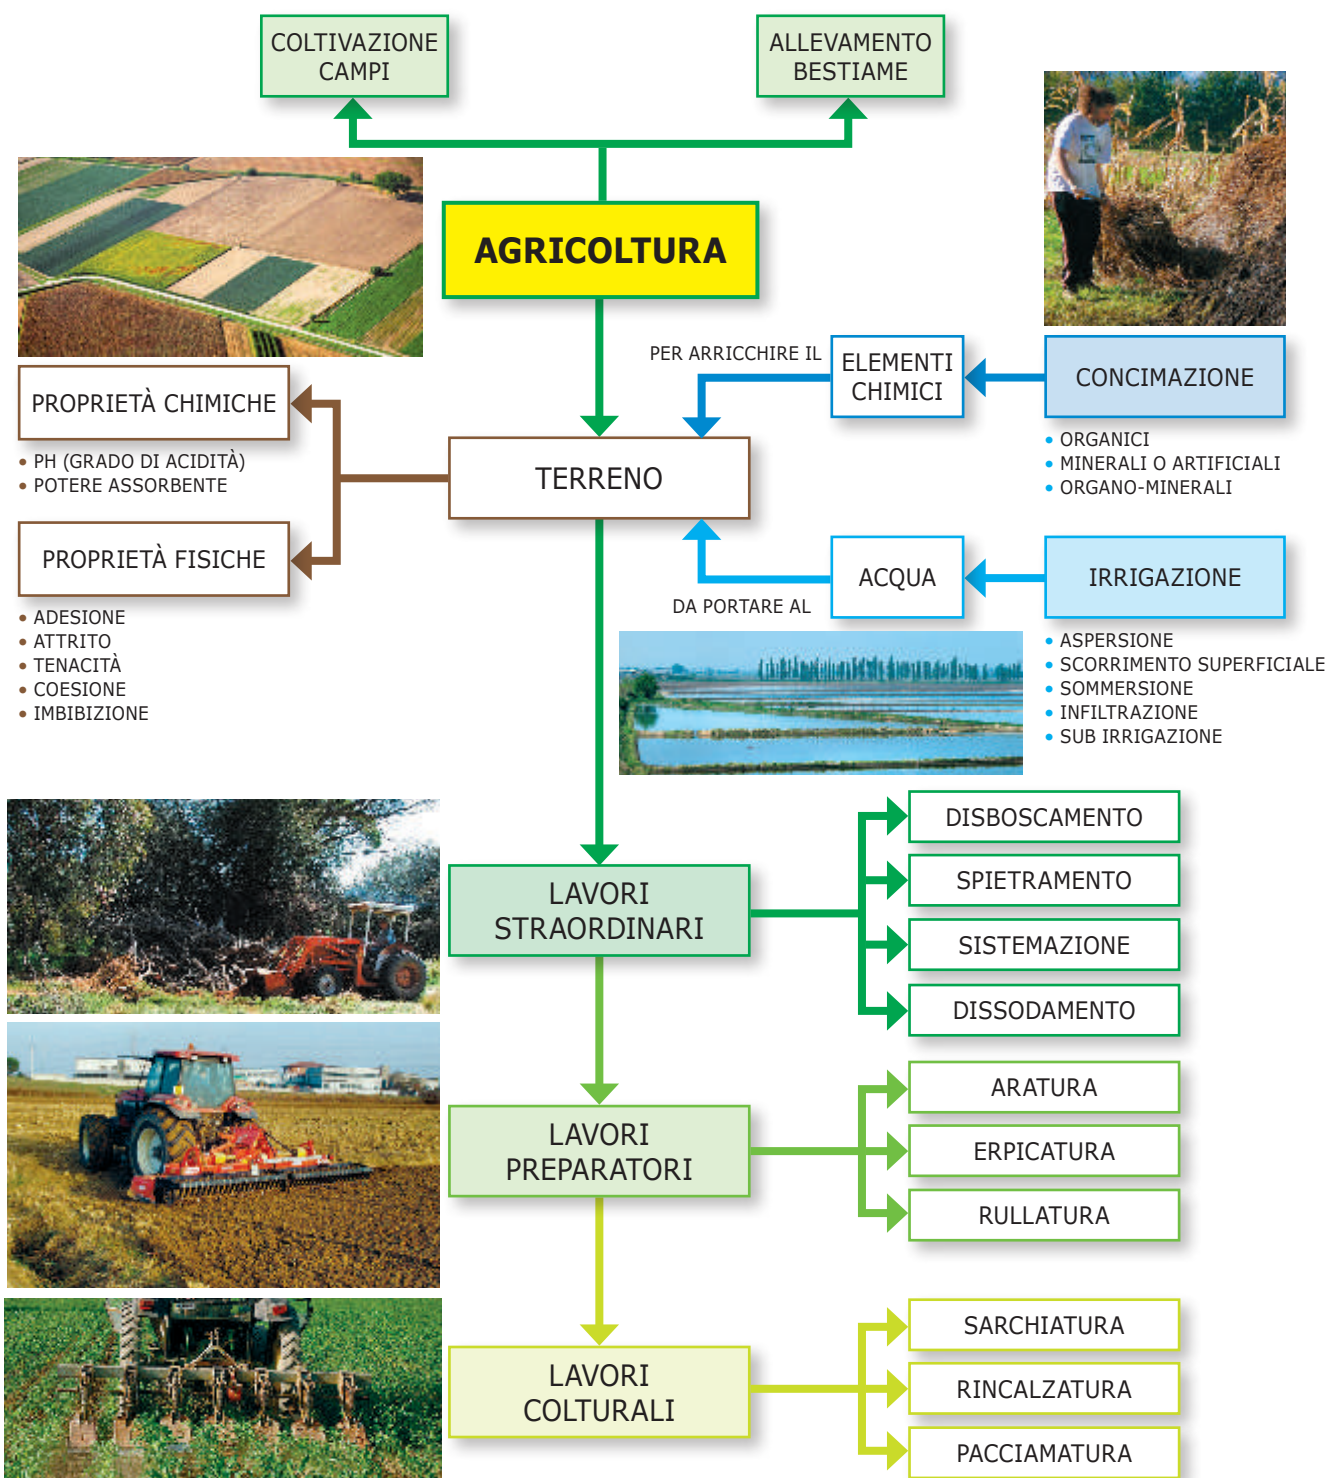 COLTIVAZIONE
CAMPI
ALLEVAMENTO
BESTIAME
AGRICOLTURA
PER ARRICCHIRE IL
ELEMENTI
CHIMICI
CONCIMAZIONE
• ORGANICI
• MINERALI O ARTIFICIALI
• ORGANO-MINERALI
PROPRIETÀ CHIMICHE
• PH (GRADO DI ACIDITÀ)
• POTERE ASSORBENTE
TERRENO
PROPRIETÀ FISICHE
• ADESIONE
• ATTRITO
• TENACITÀ
• COESIONE
• IMBIBIZIONE
ACQUA
DA PORTARE AL
IRRIGAZIONE
• ASPERSIONE
• SCORRIMENTO SUPERFICIALE
• SOMMERSIONE
• INFILTRAZIONE
• SUB IRRIGAZIONE
LAVORI
STRAORDINARI
DISBOSCAMENTO
SPIETRAMENTO
SISTEMAZIONE
DISSODAMENTO
LAVORI
PREPARATORI
ARATURA
ERPICATURA
RULLATURA
LAVORI
COLTURALI
SARCHIATURA
RINCALZATURA
PACCIAMATURA